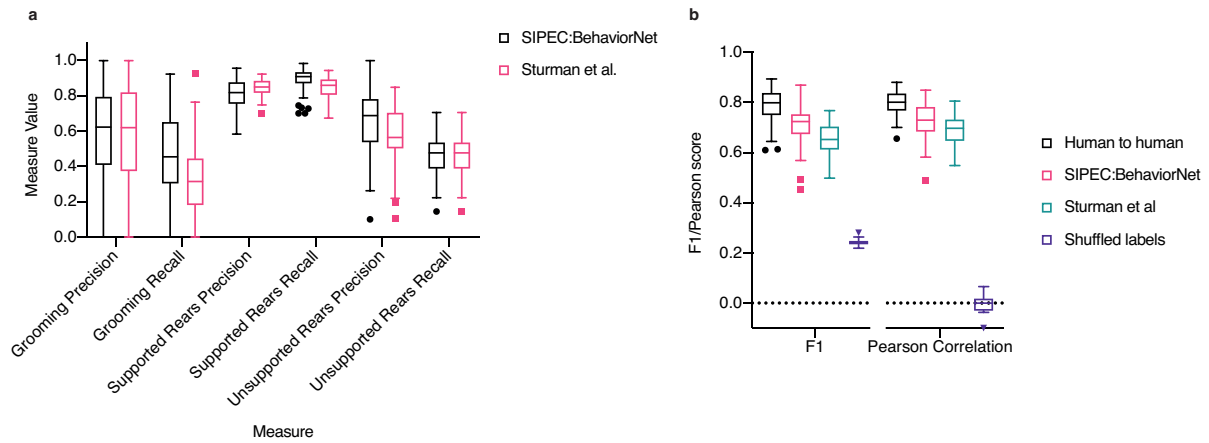 a
SIPEC:BehaviorNet
Sturman et al.
Measure Value
1.0
0.8
0.6
0.4
0.2
0.0
Grooming Precision
Grooming Recall
Supported Rears Precision
Supported Rears Recall
Unsupported Rears Precision
Unsupported Rears Recall
Measure
b
F1/Pearson score
1.0
0.8
0.6
0.4
0.2
0.0
F1
Pearson Correlation
Human to human
SIPEC:BehaviorNet
Sturman et al
Shuffled labels